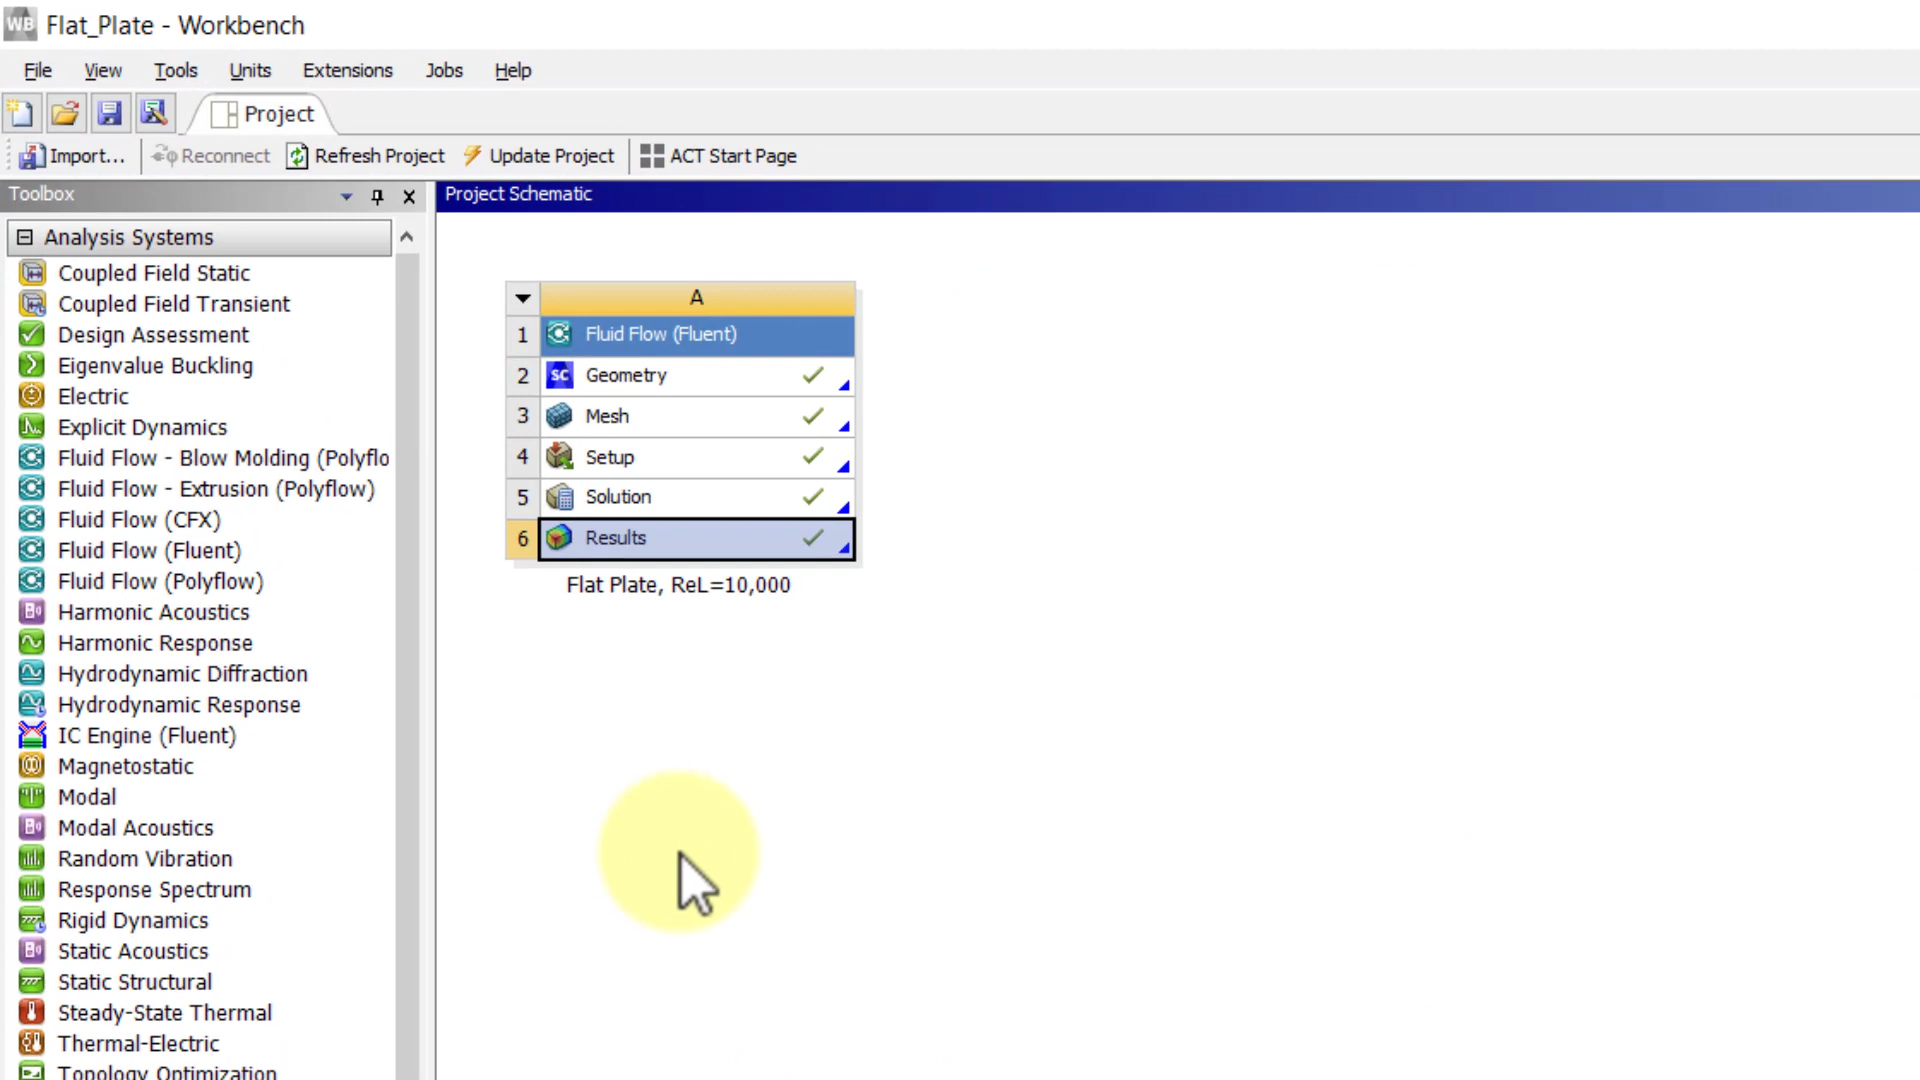 WB Flat_Plate - Workbench
File View Tools Units Extensions Jobs Help
Project
Import... Reconnect Refresh Project Update Project ACT Start Page
Toolbox
Analysis Systems
Coupled Field Static
Coupled Field Transient
Design Assessment
Eigenvalue Buckling
Electric
Explicit Dynamics
Fluid Flow - Blow Molding (Polyflo
Fluid Flow - Extrusion (Polyflow)
Fluid Flow (CFX)
Fluid Flow (Fluent)
Fluid Flow (Polyflow)
Harmonic Acoustics
Harmonic Response
Hydrodynamic Diffraction
Hydrodynamic Response
IC Engine (Fluent)
Magnetostatic
Modal
Modal Acoustics
Random Vibration
Response Spectrum
Rigid Dynamics
Static Acoustics
Static Structural
Steady-State Thermal
Thermal-Electric
Topology Optimization
Project Schematic
A
1 Fluid Flow (Fluent)
2 SC Geometry
3 Mesh
4 Setup
5 Solution
6 Results
Flat Plate, ReL=10,000